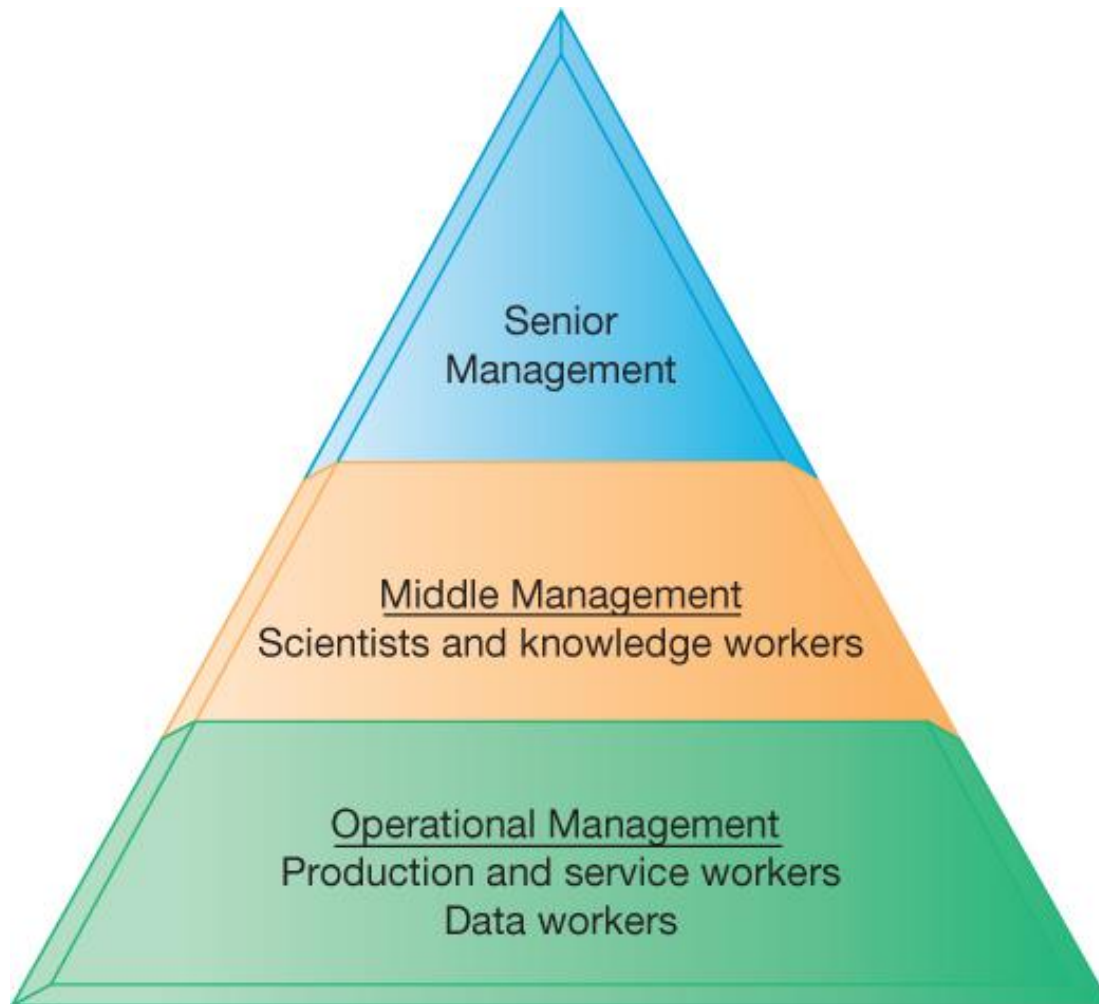 Senior
Management
Middle Management
Scientists and knowledge workers
Operational Management
Production and service workers
Data workers